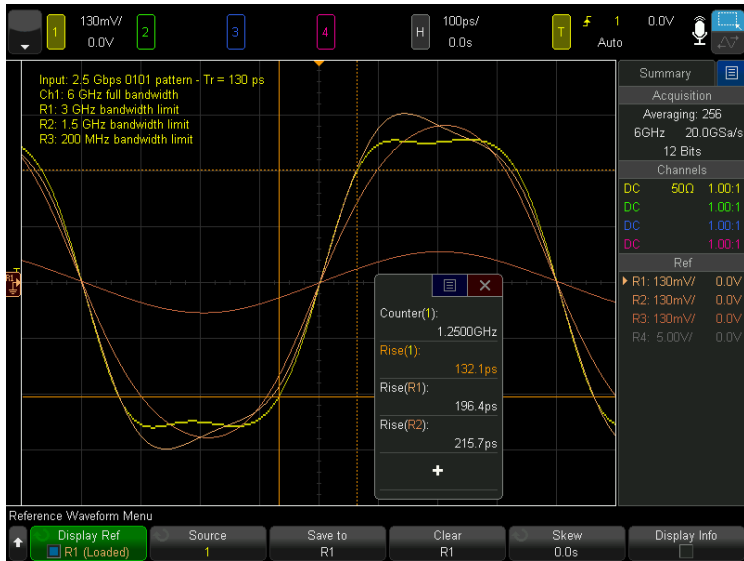 1 130mV/ 0.0V 2 3 4 H 100ps/ 0.0s T 1 0.0V Auto
Input: 2.5 Gbps 0101 pattern - Tr = 130 ps
Ch1: 6 GHz full bandwidth
R1: 3 GHz bandwidth limit
R2: 1.5 GHz bandwidth limit
R3: 200 MHz bandwidth limit
T
R1
Counter(1):
1.2500GHz
Rise(1):
132.1ps
Rise(R1):
196.4ps
Rise(R2):
215.7ps
+
Summary
Acquisition
Averaging: 256
6GHz 20.0GSa/s
12 Bits
Channels
DC 50Ω 1.00:1
DC 1.00:1
DC 1.00:1
DC 1.00:1
Ref
R1: 130mV/ 0.0V
R2: 130mV/ 0.0V
R3: 130mV/ 0.0V
R4: 5.00V/ 0.0V
Reference Waveform Menu
Display Ref
R1 (Loaded)
Source
1
Save to
R1
Clear
R1
Skew
0.0s
Display Info